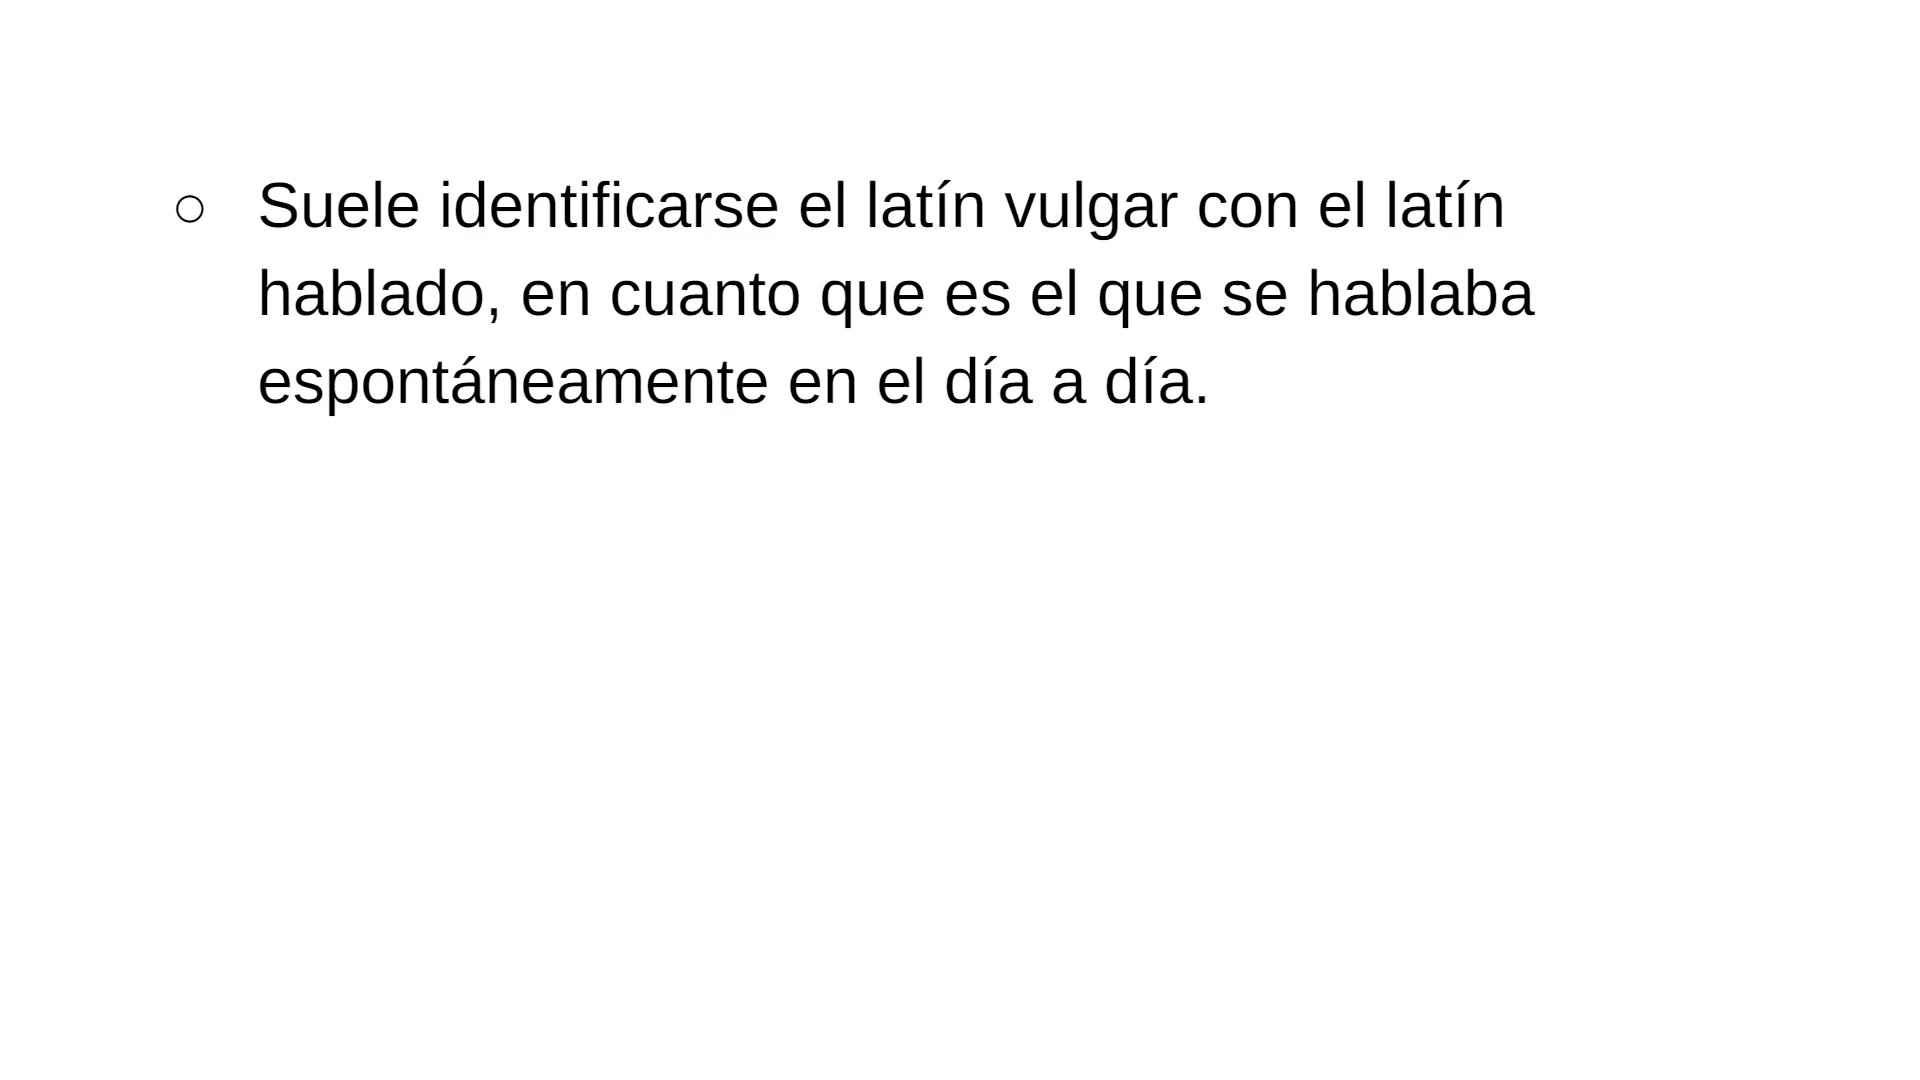 ○ Suele identificarse el latín vulgar con el latín
hablado, en cuanto que es el que se hablaba
espontáneamente en el día a día.